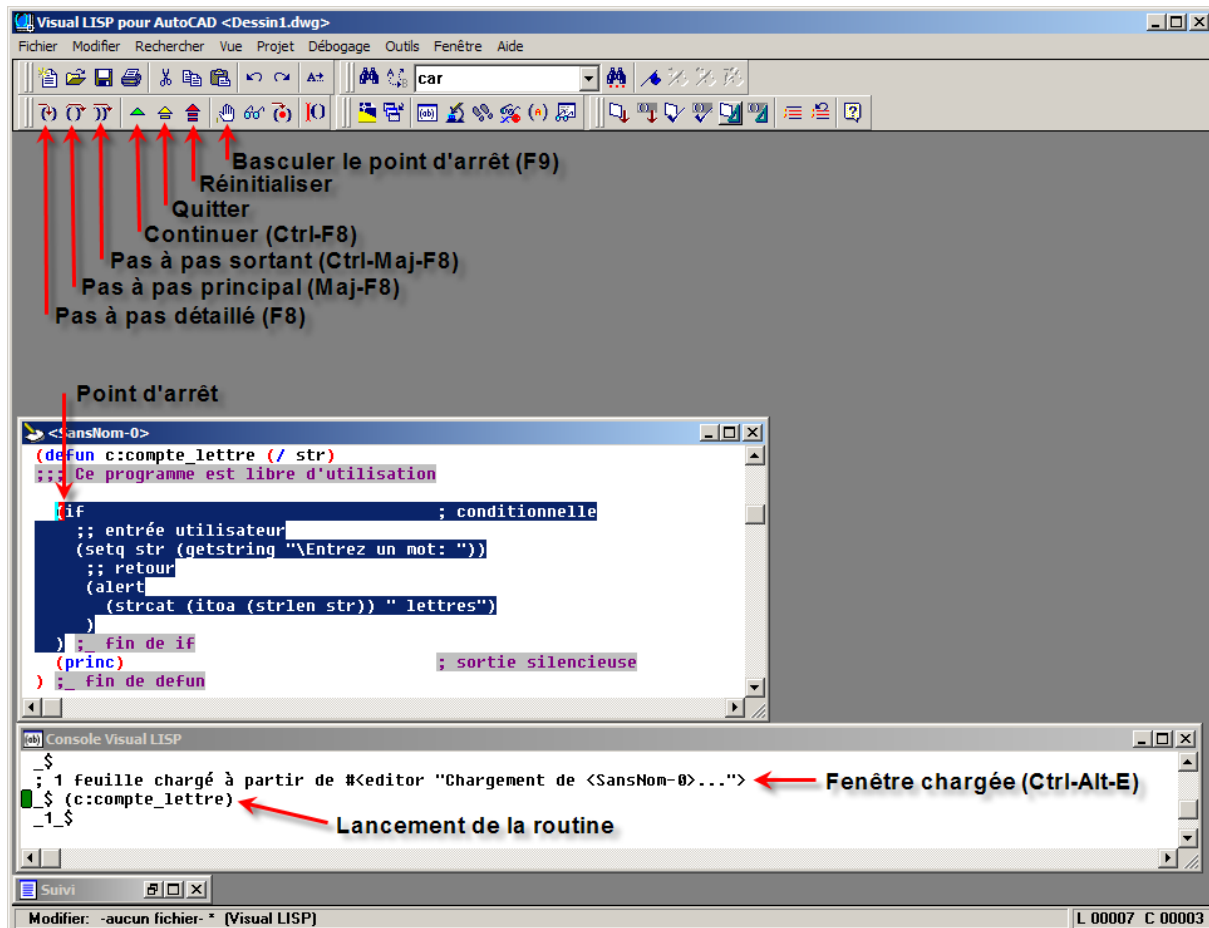 Visual LISP pour AutoCAD <Dessin1.dwg>
Fichier Modifier Rechercher Vue Projet Débogage Outils Fenêtre Aide
car
Basculer le point d'arrêt (F9)
Réinitialiser
Quitter
Continuer (Ctrl-F8)
Pas à pas sortant (Ctrl-Maj-F8)
Pas à pas principal (Maj-F8)
Pas à pas détaillé (F8)
Point d'arrêt
<SansNom-0>
(defun c:compte_lettre (/ str)
;;; Ce programme est libre d'utilisation
(if ; conditionnelle
;; entrée utilisateur
(setq str (getstring "\Entrez un mot: "))
;; retour
(alert
(strcat (itoa (strlen str)) " lettres")
)
) ;_ fin de if
(princ) ; sortie silencieuse
) ;_ fin de defun
Console Visual LISP
_$
; 1 feuille chargé à partir de #<editor "Chargement de <SansNom-0>...">
Fenêtre chargée (Ctrl-Alt-E)
_$ (c:compte_lettre)
_1_$
Lancement de la routine
Suivi
Modifier: -aucun fichier- * (Visual LISP) L 00007 C 00003